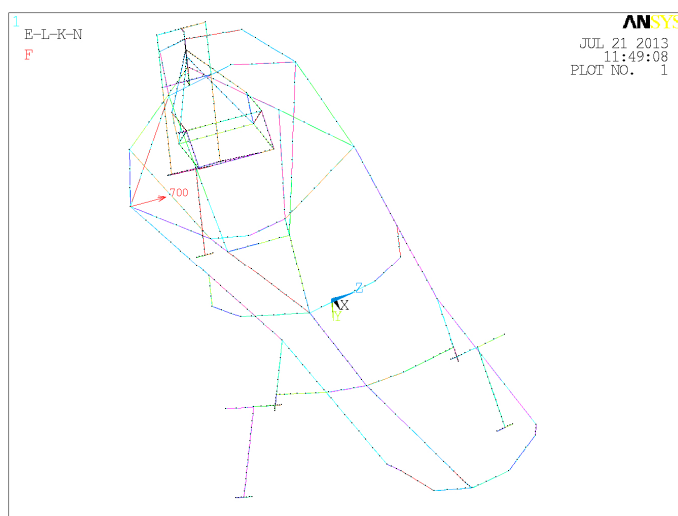 1
E-L-K-N
F
ANSYS
JUL 21 2013
11:49:08
PLOT NO. 1
700
Z
X
Y